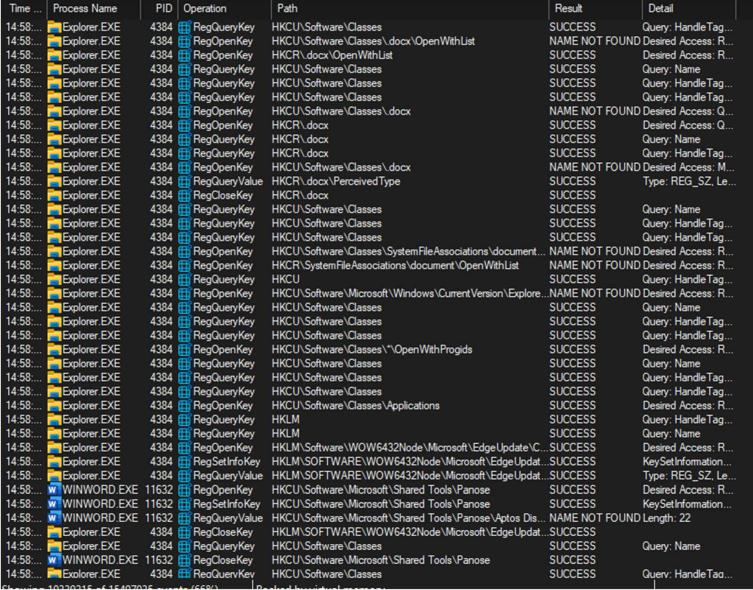 Time ... Process Name PID Operation Path Result Detail
14:58:... Explorer.EXE 4384 RegQueryKey HKCU\Software\Classes SUCCESS Query: HandleTag...
14:58:... Explorer.EXE 4384 RegOpenKey HKCU\Software\Classes\.docx\OpenWithList NAME NOT FOUND Desired Access: R...
14:58:... Explorer.EXE 4384 RegOpenKey HKCR\.docx\OpenWithList SUCCESS Desired Access: R...
14:58:... Explorer.EXE 4384 RegQueryKey HKCU\Software\Classes SUCCESS Query: Name
14:58:... Explorer.EXE 4384 RegQueryKey HKCU\Software\Classes SUCCESS Query: HandleTag...
14:58:... Explorer.EXE 4384 RegQueryKey HKCU\Software\Classes SUCCESS Query: HandleTag...
14:58:... Explorer.EXE 4384 RegOpenKey HKCU\Software\Classes\.docx NAME NOT FOUND Desired Access: Q...
14:58:... Explorer.EXE 4384 RegOpenKey HKCR\.docx SUCCESS Desired Access: Q...
14:58:... Explorer.EXE 4384 RegQueryKey HKCR\.docx SUCCESS Query: Name
14:58:... Explorer.EXE 4384 RegQueryKey HKCR\.docx SUCCESS Query: HandleTag...
14:58:... Explorer.EXE 4384 RegOpenKey HKCU\Software\Classes\.docx NAME NOT FOUND Desired Access: M...
14:58:... Explorer.EXE 4384 RegQueryValue HKCR\.docx\PerceivedType SUCCESS Type: REG_SZ, Le...
14:58:... Explorer.EXE 4384 RegCloseKey HKCR\.docx SUCCESS
14:58:... Explorer.EXE 4384 RegQueryKey HKCU\Software\Classes SUCCESS Query: Name
14:58:... Explorer.EXE 4384 RegQueryKey HKCU\Software\Classes SUCCESS Query: HandleTag...
14:58:... Explorer.EXE 4384 RegQueryKey HKCU\Software\Classes SUCCESS Query: HandleTag...
14:58:... Explorer.EXE 4384 RegOpenKey HKCU\Software\Classes\SystemFileAssociations\document... NAME NOT FOUND Desired Access: R...
14:58:... Explorer.EXE 4384 RegOpenKey HKCR\SystemFileAssociations\document\OpenWithList NAME NOT FOUND Desired Access: R...
14:58:... Explorer.EXE 4384 RegQueryKey HKCU SUCCESS Query: HandleTag...
14:58:... Explorer.EXE 4384 RegOpenKey HKCU\Software\Microsoft\Windows\CurrentVersion\Explore... NAME NOT FOUND Desired Access: R...
14:58:... Explorer.EXE 4384 RegQueryKey HKCU\Software\Classes SUCCESS Query: Name
14:58:... Explorer.EXE 4384 RegQueryKey HKCU\Software\Classes SUCCESS Query: HandleTag...
14:58:... Explorer.EXE 4384 RegQueryKey HKCU\Software\Classes SUCCESS Query: HandleTag...
14:58:... Explorer.EXE 4384 RegOpenKey HKCU\Software\Classes\*\OpenWithProgids SUCCESS Desired Access: R...
14:58:... Explorer.EXE 4384 RegQueryKey HKCU\Software\Classes SUCCESS Query: Name
14:58:... Explorer.EXE 4384 RegQueryKey HKCU\Software\Classes SUCCESS Query: HandleTag...
14:58:... Explorer.EXE 4384 RegQueryKey HKCU\Software\Classes SUCCESS Query: HandleTag...
14:58:... Explorer.EXE 4384 RegOpenKey HKCU\Software\Classes\Applications SUCCESS Desired Access: R...
14:58:... Explorer.EXE 4384 RegQueryKey HKLM SUCCESS Query: HandleTag...
14:58:... Explorer.EXE 4384 RegQueryKey HKLM SUCCESS Query: Name
14:58:... Explorer.EXE 4384 RegOpenKey HKLM\Software\WOW6432Node\Microsoft\EdgeUpdate\C... SUCCESS Desired Access: R...
14:58:... Explorer.EXE 4384 RegSetInfoKey HKLM\SOFTWARE\WOW6432Node\Microsoft\EdgeUpdat... SUCCESS KeySetInformation...
14:58:... Explorer.EXE 4384 RegQueryValue HKLM\SOFTWARE\WOW6432Node\Microsoft\EdgeUpdat... SUCCESS Type: REG_SZ, Le...
14:58:... WINWORD.EXE 11632 RegOpenKey HKCU\Software\Microsoft\Shared Tools\Panose SUCCESS Desired Access: R...
14:58:... WINWORD.EXE 11632 RegSetInfoKey HKCU\Software\Microsoft\Shared Tools\Panose SUCCESS KeySetInformation...
14:58:... WINWORD.EXE 11632 RegQueryValue HKCU\Software\Microsoft\Shared Tools\Panose\Aptos Dis... NAME NOT FOUND Length: 22
14:58:... Explorer.EXE 4384 RegCloseKey HKLM\SOFTWARE\WOW6432Node\Microsoft\EdgeUpdat... SUCCESS
14:58:... Explorer.EXE 4384 RegQueryKey HKCU\Software\Classes SUCCESS Query: Name
14:58:... WINWORD.EXE 11632 RegCloseKey HKCU\Software\Microsoft\Shared Tools\Panose SUCCESS
14:58:... Explorer.EXE 4384 RegQueryKey HKCU\Software\Classes SUCCESS Query: HandleTag...